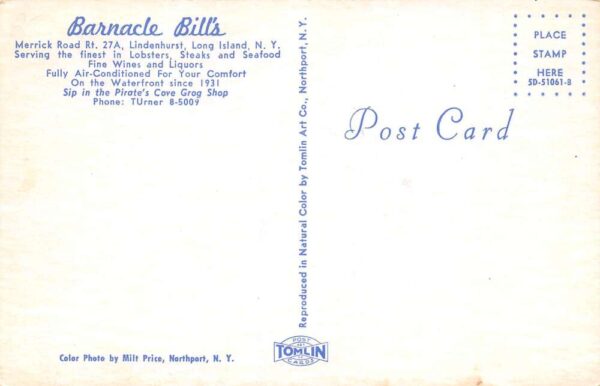 Barnacle Bill's
Merrick Road Rt. 27A, Lindenhurst, Long Island, N. Y.
Serving the finest in Lobsters, Steaks and Seafood
Fine Wines and Liquors
Fully Air-Conditioned For Your Comfort
On the Waterfront since 1931
Sip in the Pirate's Cove Grog Shop
Phone: TUrner 8-5009
Reproduced in Natural Color by Tomlin Art Co., Northport, N. Y.
PLACE
STAMP
HERE
5D-51061-B
Post Card
Color Photo by Milt Price, Northport, N. Y.
POST
TOMLIN
CARDS